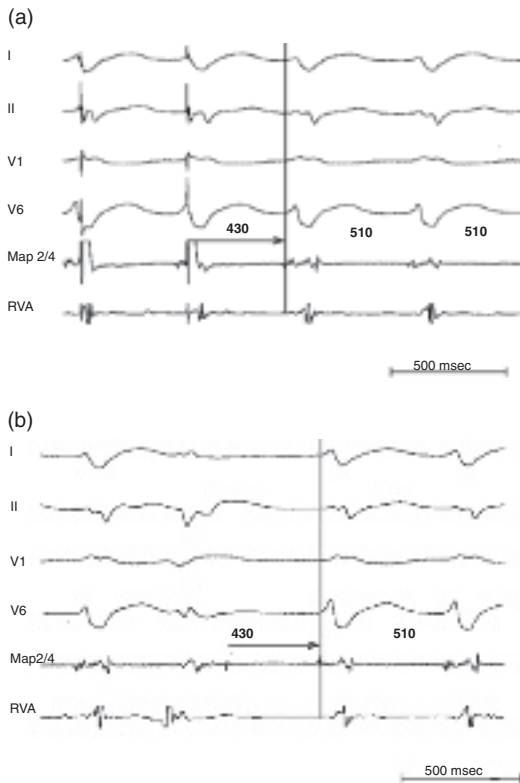 (a)
I
II
V1
V6
430 510 510
Map 2/4
RVA
500 msec
(b)
I
II
V1
V6
430 510
Map2/4
RVA
500 msec